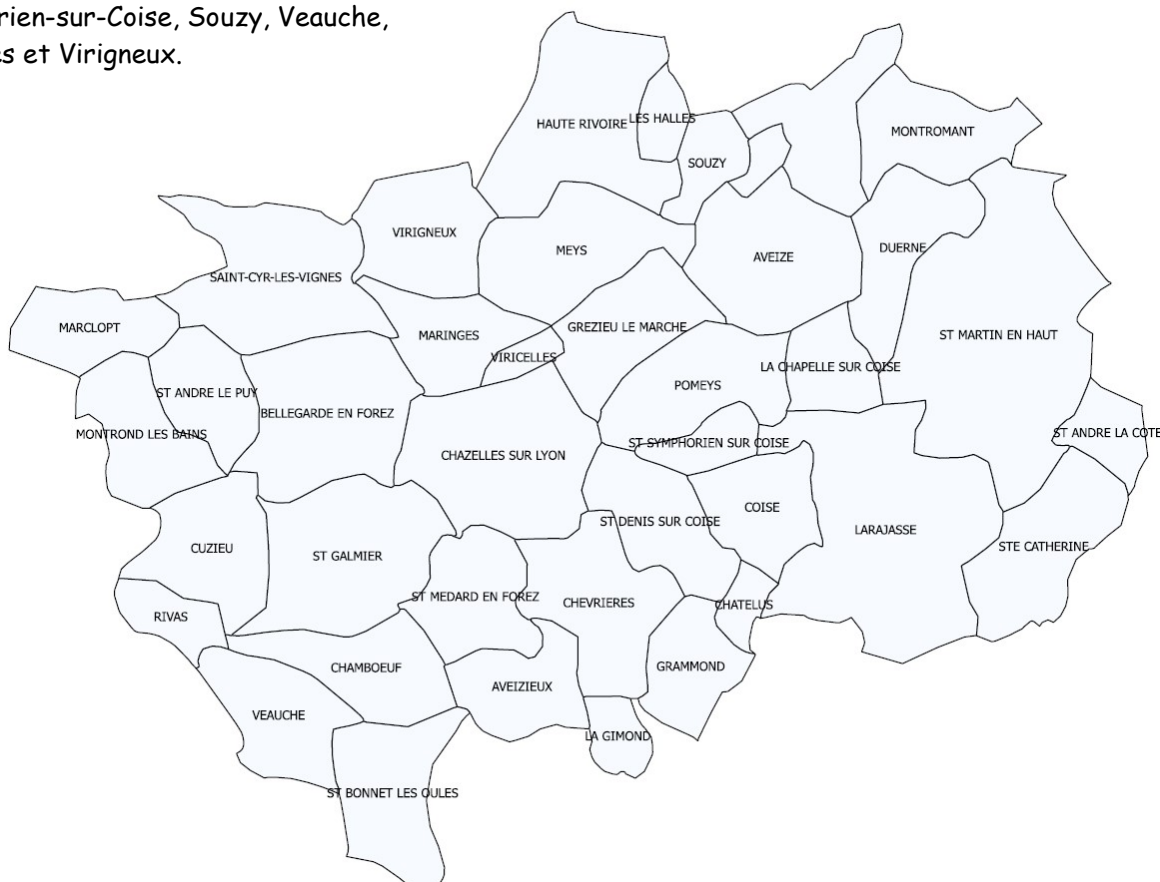 rien-sur-Coise, Souzy, Veauche,
es et Virigneux.
HAUTE RIVOIRE
LES HALLES
MONTROMANT
SOUZY
VIRIGNEUX
MEYS
AVEIZE
DUERNE
SAINT-CYR-LES-VIGNES
MARCLOPT
MARINGES
GREZIEU LE MARCHE
ST MARTIN EN HAUT
VIRICELLES
LA CHAPELLE SUR COISE
POMEYS
ST ANDRE LE PUY
BELLEGARDE EN FOREZ
MONTROND LES BAINS
ST SYMPHORIEN SUR COISE
ST ANDRE LA COTE
CHAZELLES SUR LYON
COISE
ST DENIS SUR COISE
LARAJASSE
CUZIEU
ST GALMIER
STE CATHERINE
ST MEDARD EN FOREZ
CHEVRIERES
CHATELUS
RIVAS
CHAMBOEUF
GRAMMOND
AVEIZIEUX
VEAUCHE
LA GIMOND
ST BONNET LES OULES